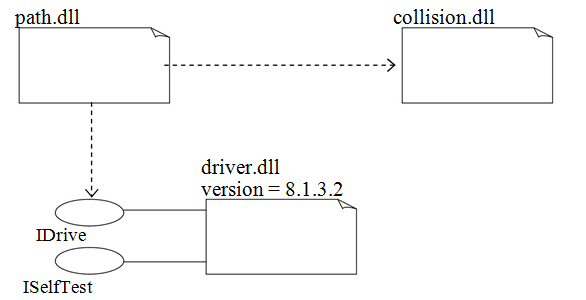 path.dll
collision.dll
driver.dll
version = 8.1.3.2
IDrive
ISelfTest